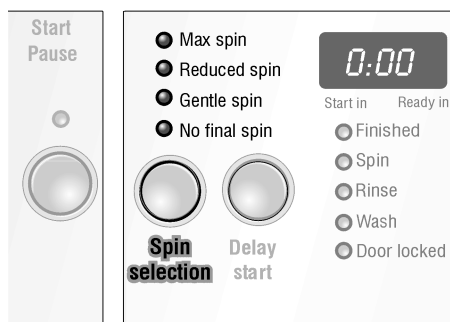 Start
Pause
Max spin
Reduced spin
Gentle spin
No final spin
Spin
selection
Delay
start
0:00
Start in Ready in
Finished
Spin
Rinse
Wash
Door locked